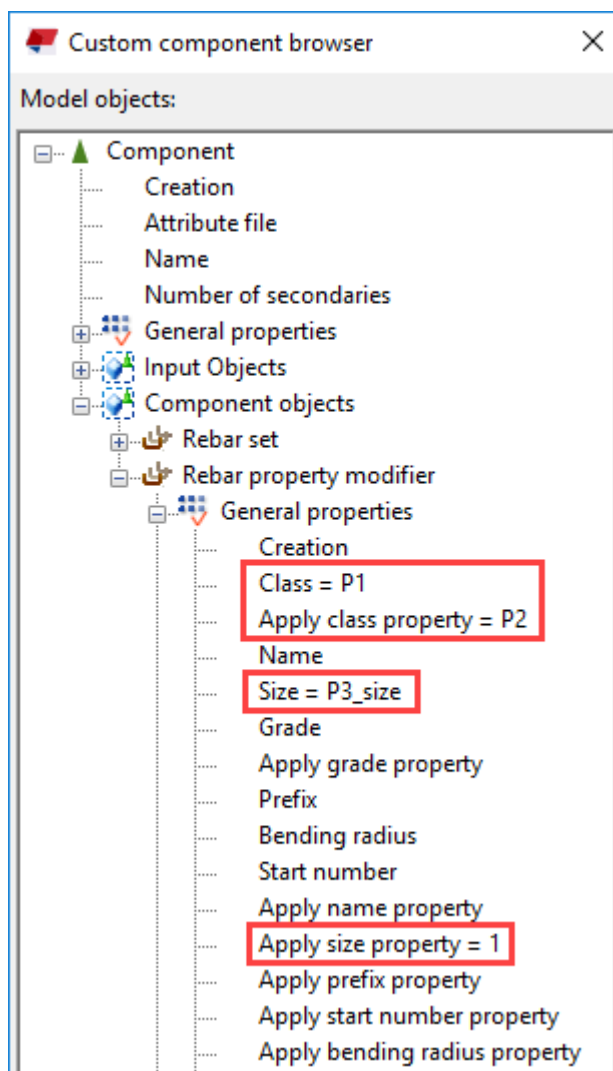 Custom component browser
Model objects:
Component
Creation
Attribute file
Name
Number of secondaries
General properties
Input Objects
Component objects
Rebar set
Rebar property modifier
General properties
Creation
Class = P1
Apply class property = P2
Name
Size = P3_size
Grade
Apply grade property
Prefix
Bending radius
Start number
Apply name property
Apply size property = 1
Apply prefix property
Apply start number property
Apply bending radius property